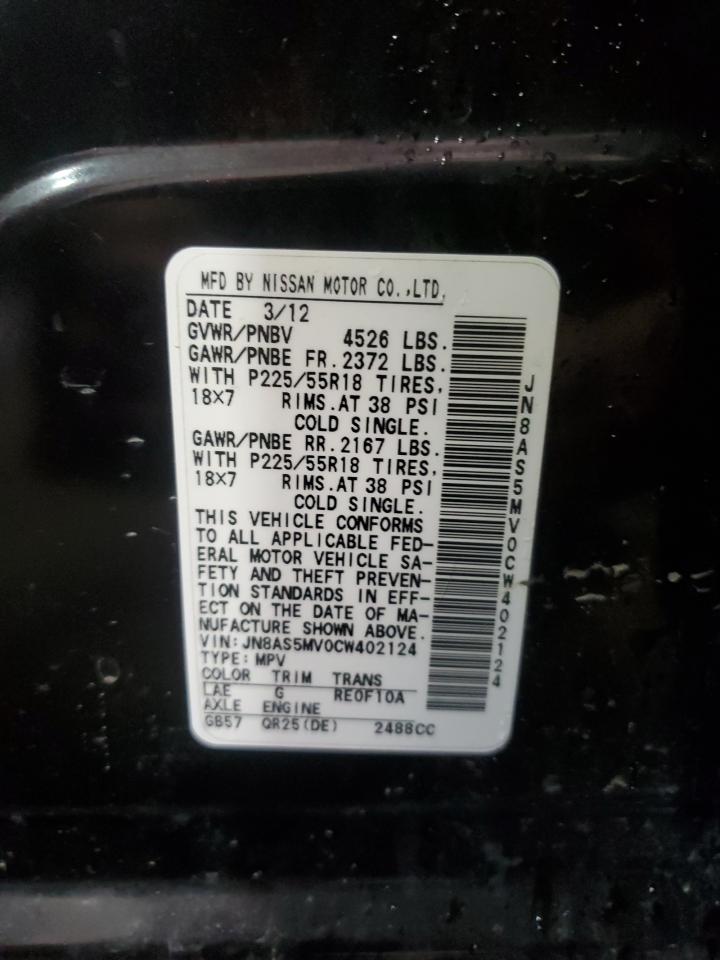 MFD BY NISSAN MOTOR CO.,LTD.
DATE 3/12
GVWR/PNBV 4526 LBS.
GAWR/PNBE FR.2372 LBS.
WITH P225/55R18 TIRES,
18X7 RIMS.AT 38 PSI
COLD SINGLE.
GAWR/PNBE RR.2167 LBS.
WITH P225/55R18 TIRES,
18X7 RIMS.AT 38 PSI
COLD SINGLE.
THIS VEHICLE CONFORMS
TO ALL APPLICABLE FED-
ERAL MOTOR VEHICLE SA-
FETY AND THEFT PREVEN-
TION STANDARDS IN EFF-
ECT ON THE DATE OF MA-
NUFACTURE SHOWN ABOVE.
VIN:JN8AS5MV0CW402124
TYPE:MPV
COLOR TRIM TRANS
LAE G RE0F10A
AXLE ENGINE
GB57 QR25(DE) 2488CC
JN8AS5MV0CW402124